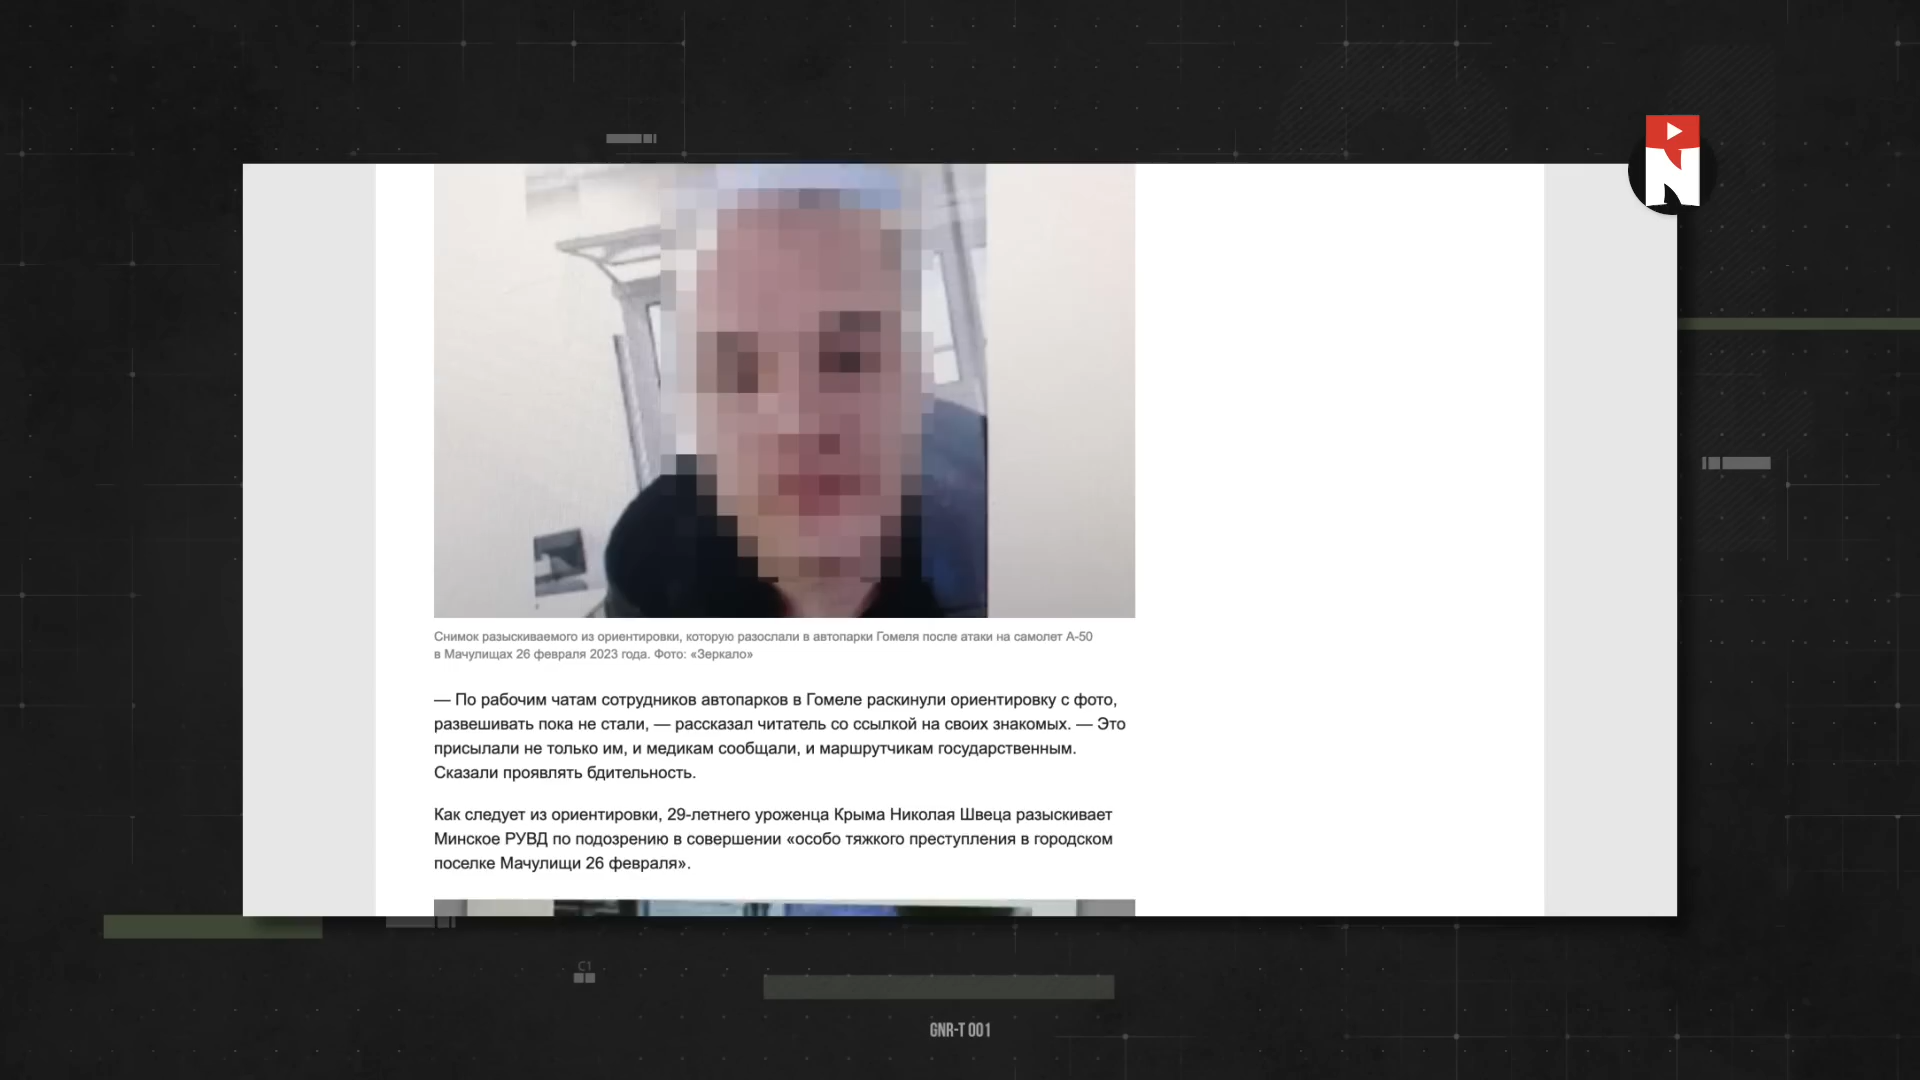 Снимок разыскиваемого из ориентировки, которую разослали в автопарки Гомеля после атаки на самолет А-50
в Мачулищах 26 февраля 2023 года. Фото: «Зеркало»
— По рабочим чатам сотрудников автопарков в Гомеле раскинули ориентировку с фото,
развешивать пока не стали, — рассказал читатель со ссылкой на своих знакомых. — Это
присылали не только им, и медикам сообщали, и маршрутчикам государственным.
Сказали проявлять бдительность.
Как следует из ориентировки, 29-летнего уроженца Крыма Николая Швеца разыскивает
Минское РУВД по подозрению в совершении «особо тяжкого преступления в городском
поселке Мачулищи 26 февраля».
C1
GNR-T 001